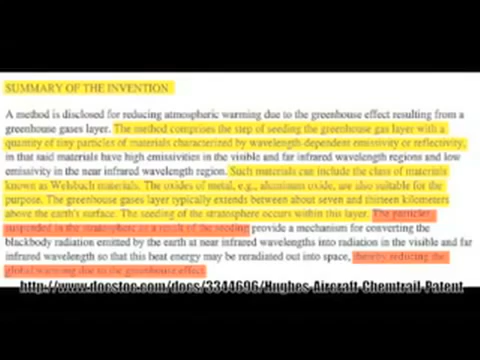 SUMMARY OF THE INVENTION
A method is disclosed for reducing atmospheric warming due to the greenhouse effect resulting from a
greenhouse gases layer. The method comprises the step of seeding the greenhouse gas layer with a
quantity of tiny particles of materials characterized by wavelength-dependent emissivity or reflectivity,
in that said materials have high emissivities in the visible and far infrared wavelength regions and low
emissivity in the near infrared wavelength region. Such materials can include the class of materials
known as Welsbach materials. The oxides of metal, e.g., aluminum oxide, are also suitable for the
purpose. The greenhouse gases layer typically extends between about seven and thirteen kilometers
above the earth's surface. The seeding of the stratosphere occurs within this layer. The particles
suspended in the stratosphere as a result of the seeding provide a mechanism for converting the
blackbody radiation emitted by the earth at near infrared wavelengths into radiation in the visible and far
infrared wavelength so that this heat energy may be reradiated out into space, thereby reducing the
global warming due to the greenhouse effect.
http://www.docstoc.com/docs/3344696/Hughes-Aircraft-Chemtrail-Patent